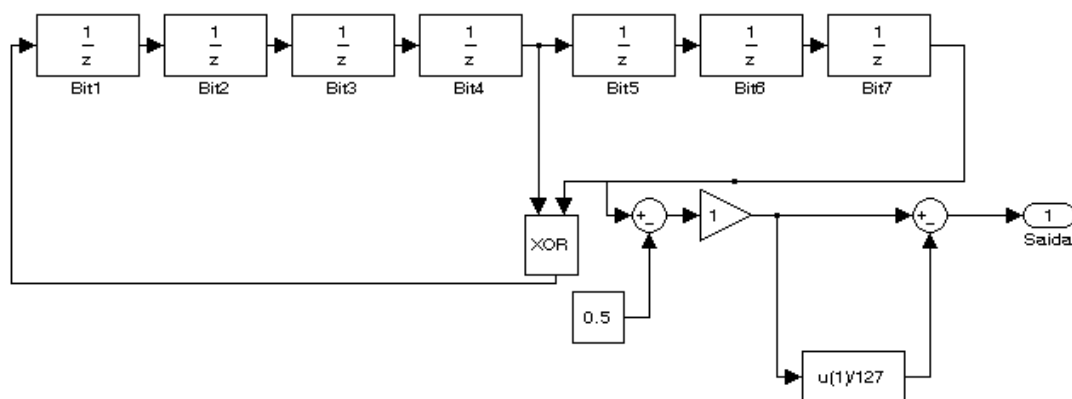 1
z
Bit1
1
z
Bit2
1
z
Bit3
1
z
Bit4
1
z
Bit5
1
z
Bit6
1
z
Bit7
XOR
+
−
0.5
1
u(1)/127
+
−
1
Saida